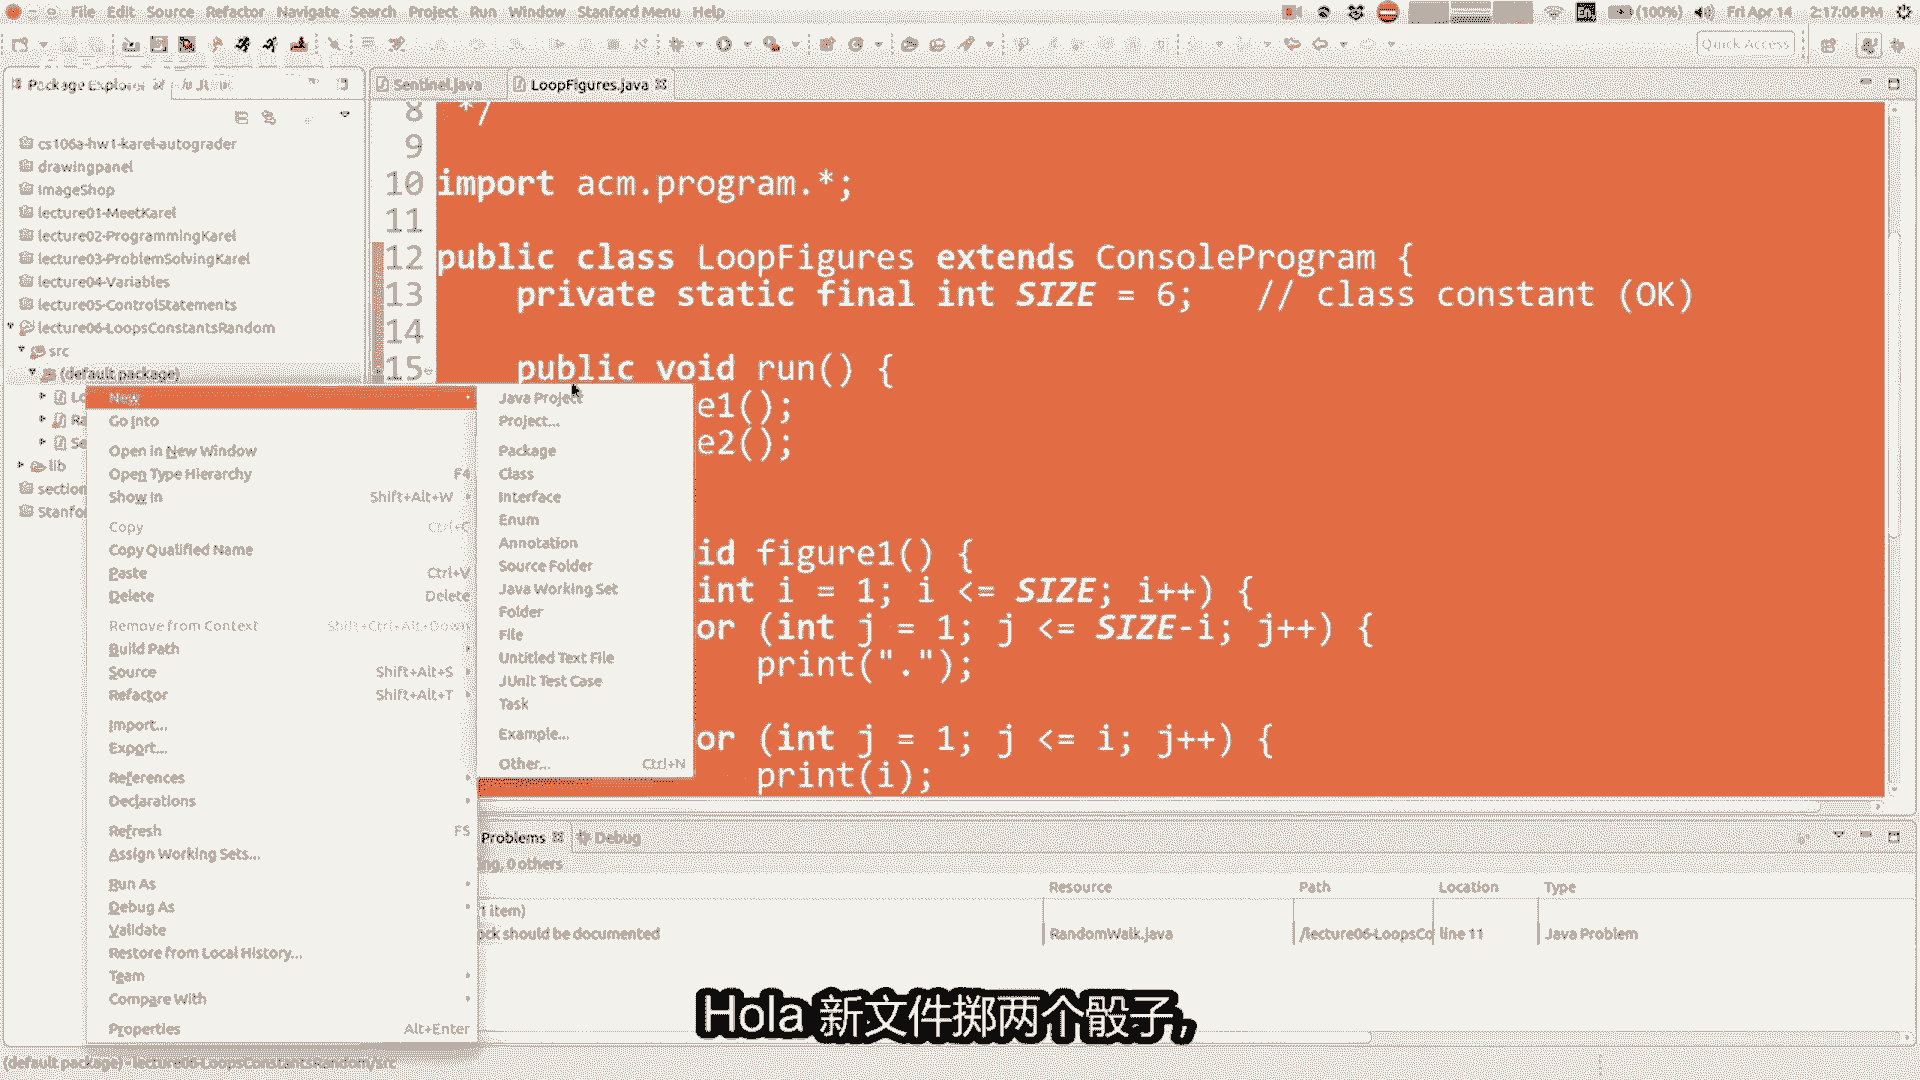 File Edit Source Refactor Navigate Search Project Run Window Stanford Menu Help
(100%) Fri Apr 14 2:17:06 PM
Quick Access
Package Explorer
Sentinel.java
LoopFigures.java
cs106a-hw1-karel-autograder
drawingpanel
ImageShop
lecture01-MeetKarel
lecture02-ProgrammingKarel
lecture03-ProblemSolvingKarel
lecture04-Variables
lecture05-ControlStatements
lecture06-LoopsConstantsRandom
src
(default package)
Lo
Ra
Se
lib
section
Stanfo
New
Go Into
Open in New Window
Open Type Hierarchy F4
Show In Shift+Alt+W
Copy Ctrl+C
Copy Qualified Name
Paste Ctrl+V
Delete Delete
Remove from Context Shift+Ctrl+Alt+Down
Build Path
Source Shift+Alt+S
Refactor Shift+Alt+T
Import...
Export...
References
Declarations
Refresh F5
Assign Working Sets...
Run As
Debug As
Validate
Restore from Local History...
Team
Compare With
Properties Alt+Enter
Java Project
Project...
Package
Class
Interface
Enum
Annotation
Source Folder
Java Working Set
Folder
File
Untitled Text File
JUnit Test Case
Task
Example...
Other... Ctrl+N
8 */
9
10 import acm.program.*;
11
12 public class LoopFigures extends ConsoleProgram {
13 private static final int SIZE = 6; // class constant (OK)
14
15 public void run() {
e1();
e2();
id figure1() {
int i = 1; i <= SIZE; i++) {
or (int j = 1; j <= SIZE-i; j++) {
print(".");
or (int j = 1; j <= i; j++) {
print(i);
Problems Debug
ng, 0 others
Resource Path Location Type
1 item)
ock should be documented RandomWalk.java /lecture06-LoopsCo line 11 Java Problem
Hola 新文件掷两个骰子,
(default package) - lecture06-LoopsConstantsRandom/src